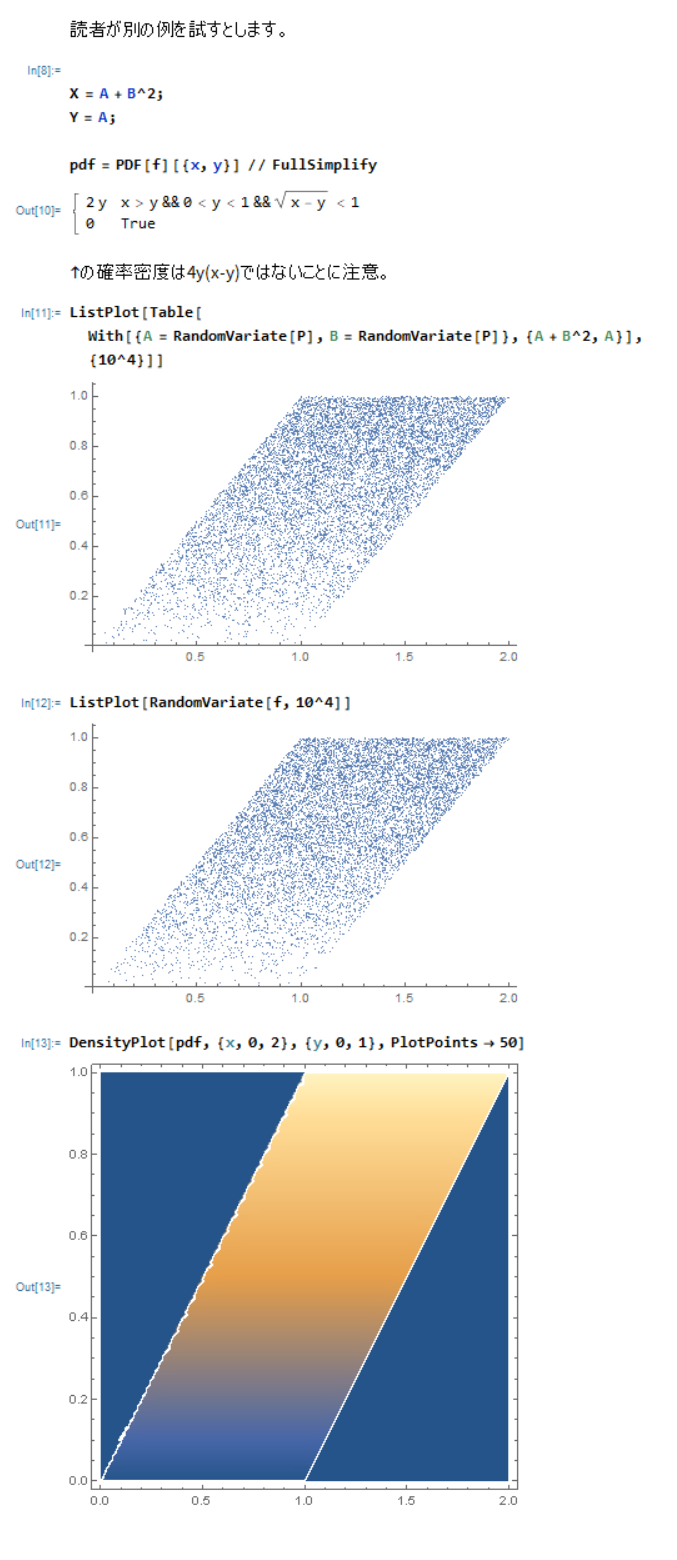 読者が別の例を試すとします。
In[8]:=
X = A + B^2;
Y = A;
pdf = PDF[f][{x, y}] // FullSimplify
Out[10]=
2 y x > y && 0 < y < 1 && √x - y < 1
0 True
↑の確率密度は4y(x-y)ではないことに注意。
In[11]:= ListPlot[Table[
With[{A = RandomVariate[P], B = RandomVariate[P]}, {A + B^2, A}],
{10^4}]]
1.0
0.8
0.6
Out[11]=
0.4
0.2
0.5 1.0 1.5 2.0
In[12]:= ListPlot[RandomVariate[f, 10^4]]
1.0
0.8
0.6
Out[12]=
0.4
0.2
0.5 1.0 1.5 2.0
In[13]:= DensityPlot[pdf, {x, 0, 2}, {y, 0, 1}, PlotPoints → 50]
1.0
0.8
0.6
Out[13]=
0.4
0.2
0.0
0.0 0.5 1.0 1.5 2.0